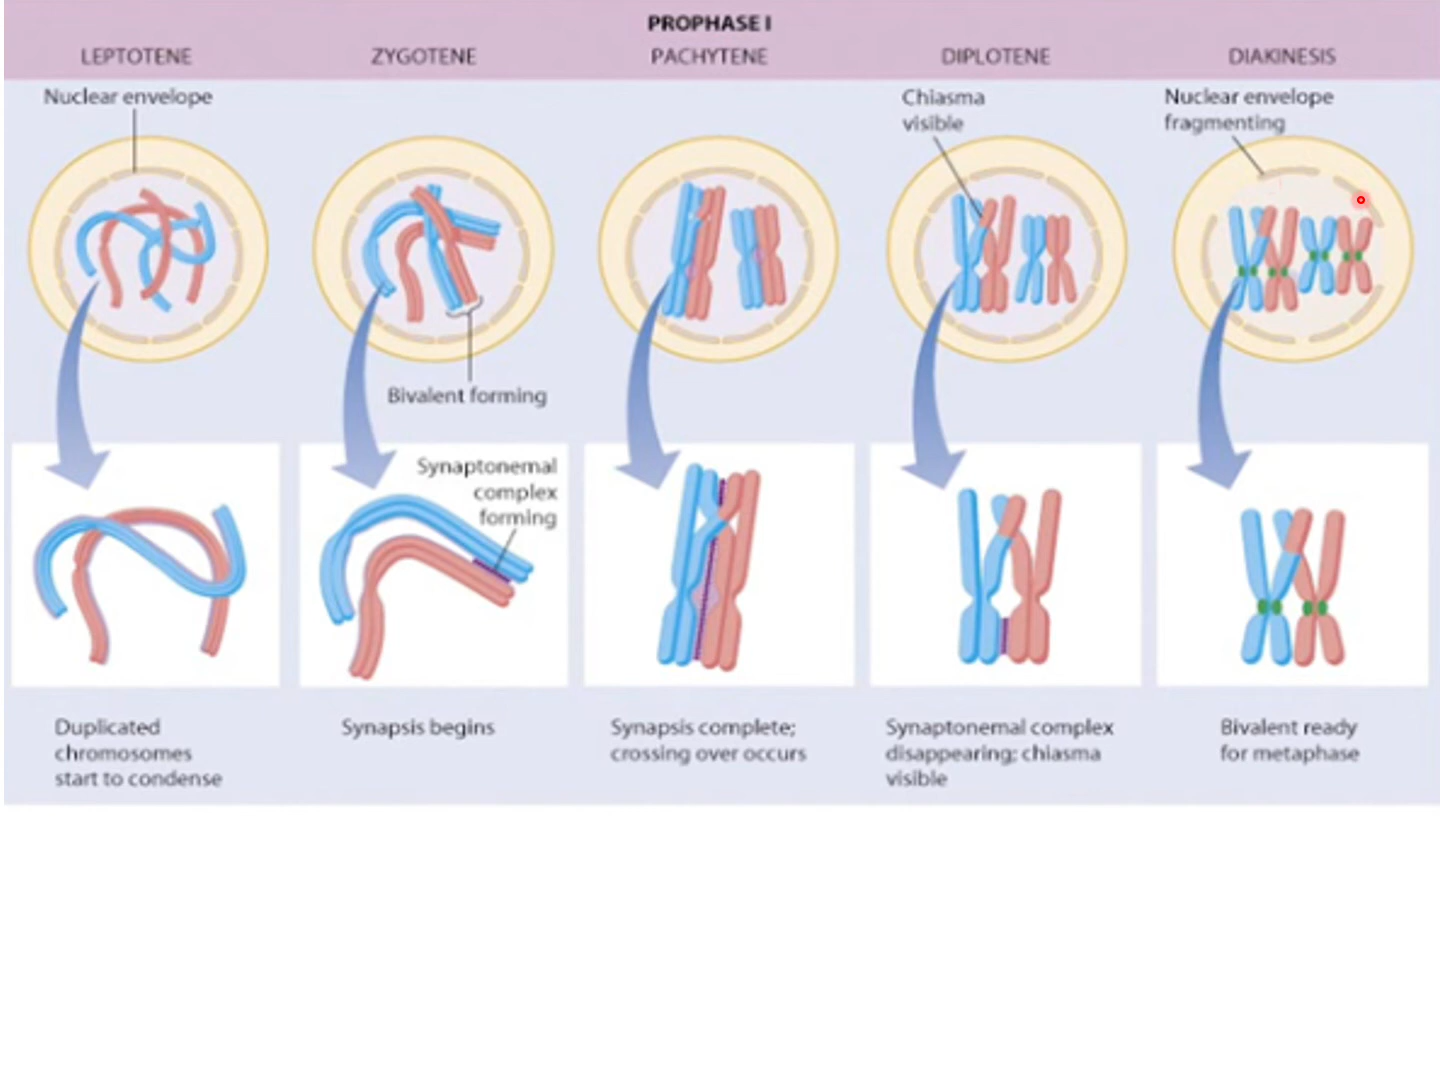 PROPHASE I
LEPTOTENE
ZYGOTENE
PACHYTENE
DIPLOTENE
DIAKINESIS
Nuclear envelope
Chiasma
visible
Nuclear envelope
fragmenting
Bivalent forming
Synaptonemal
complex
forming
Duplicated
chromosomes
start to condense
Synapsis begins
Synapsis complete;
crossing over occurs
Synaptonemal complex
disappearing; chiasma
visible
Bivalent ready
for metaphase